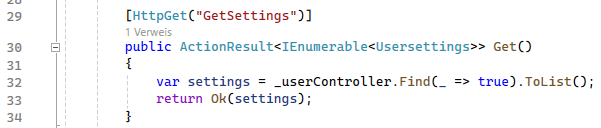 29 [HttpGet("GetSettings")]
1 Verweis
30 public ActionResult<IEnumerable<Usersettings>> Get()
31 {
32 var settings = _userController.Find(_ => true).ToList();
33 return Ok(settings);
34 }